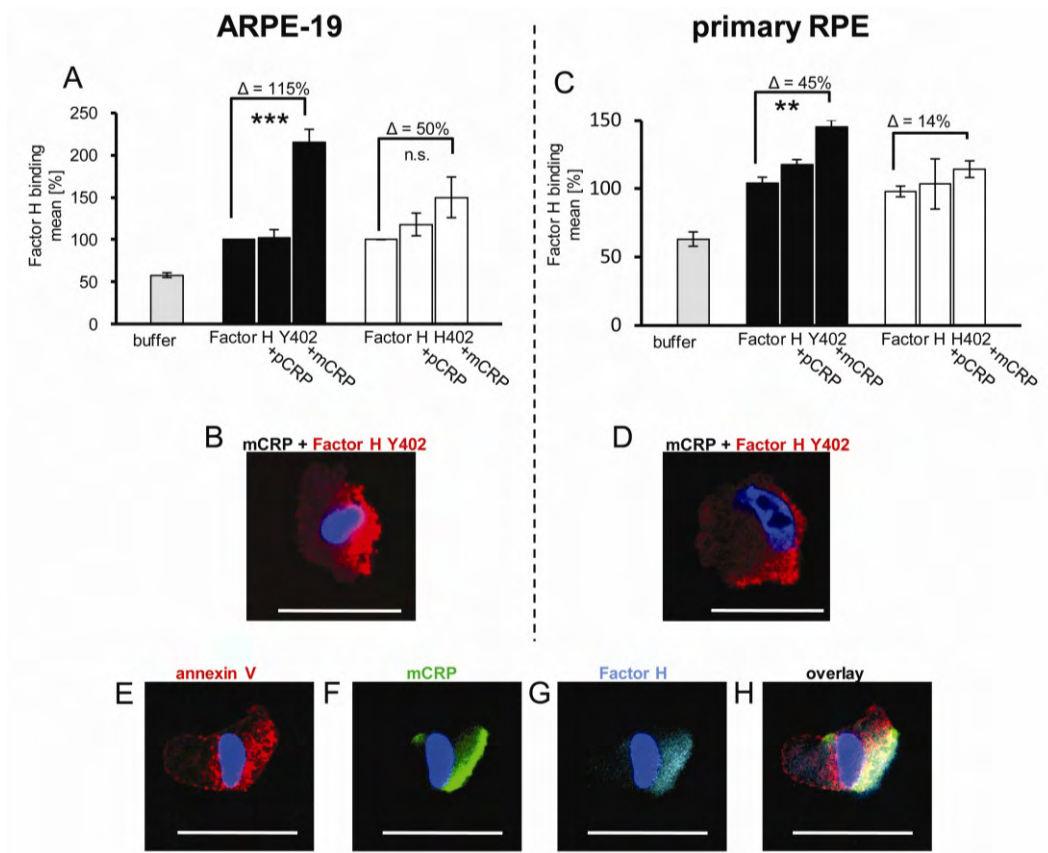 ARPE-19
primary RPE
A
Δ = 115%
***
Δ = 50%
n.s.
Factor H binding
mean [%]
250
200
150
100
50
0
buffer
Factor H Y402
+pCRP
+mCRP
Factor H H402
+pCRP
+mCRP
C
Δ = 45%
**
Δ = 14%
Factor H binding
mean [%]
150
100
50
0
buffer
Factor H Y402
+pCRP
+mCRP
Factor H H402
+pCRP
+mCRP
B
mCRP + Factor H Y402
D
mCRP + Factor H Y402
E
annexin V
F
mCRP
G
Factor H
H
overlay